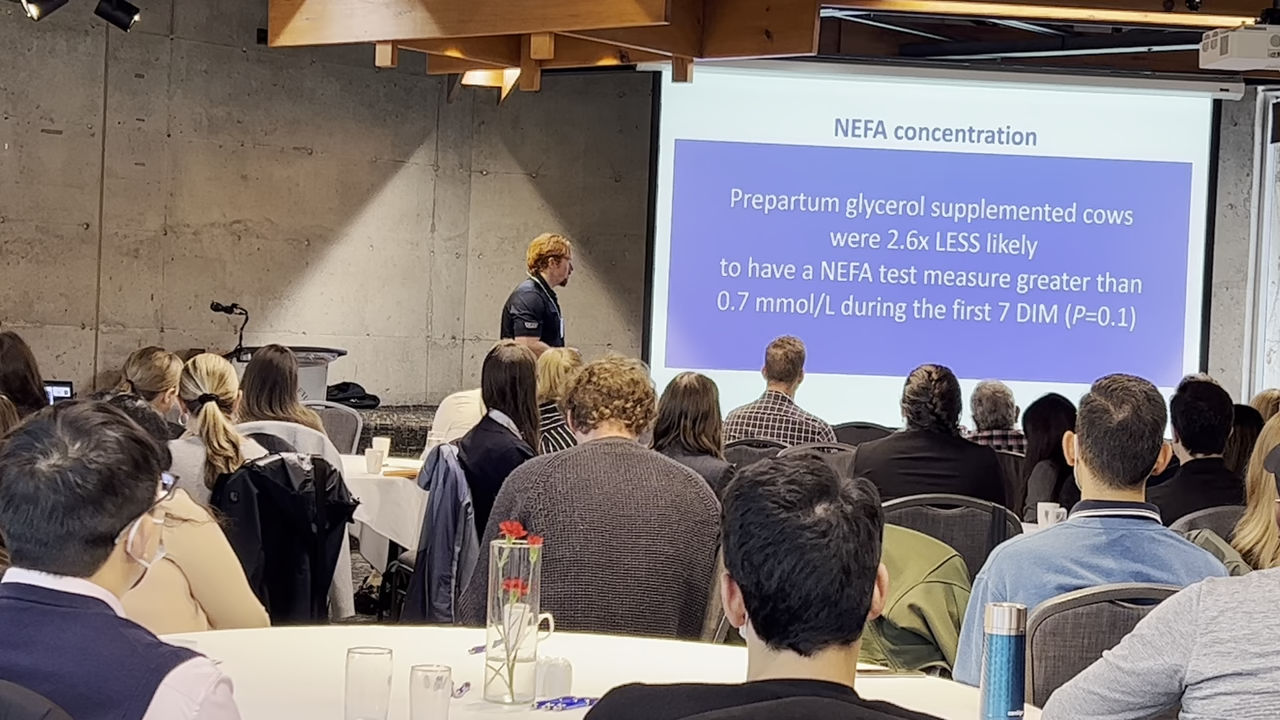 NEFA concentration
Prepartum glycerol supplemented cows
were 2.6x LESS likely
to have a NEFA test measure greater than
0.7 mmol/L during the first 7 DIM (P=0.1)